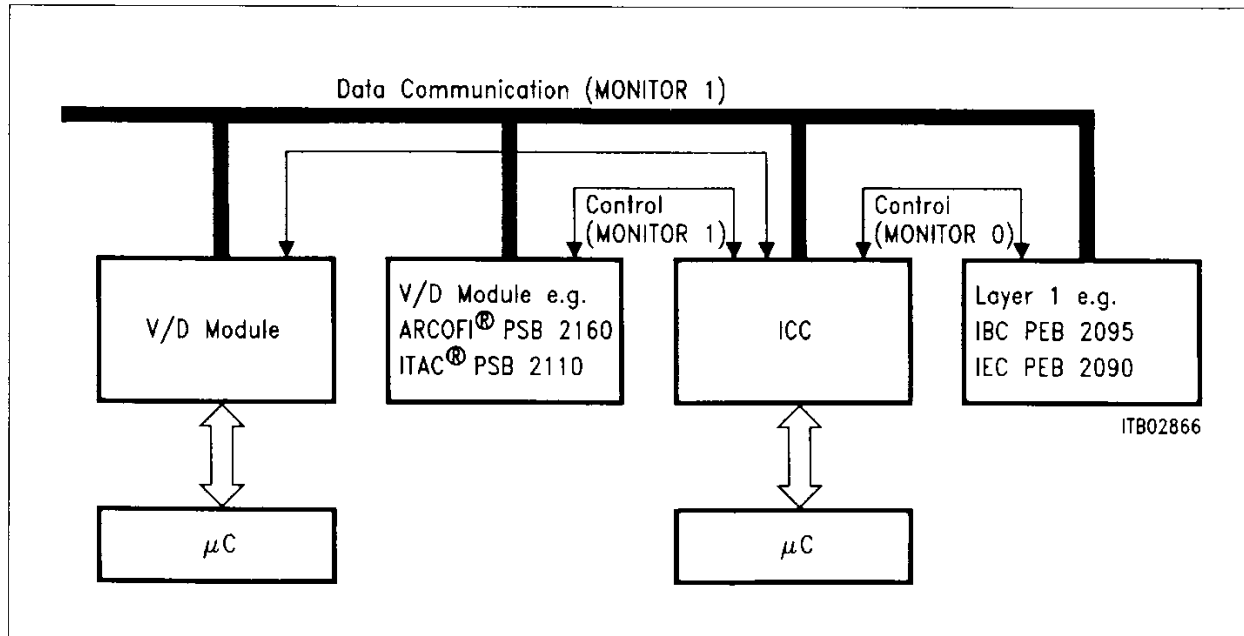 Data Communication (MONITOR 1)
Control
(MONITOR 1)
Control
(MONITOR 0)
V/D Module
V/D Module e.g.
ARCOFI® PSB 2160
ITAC® PSB 2110
ICC
Layer 1 e.g.
IBC PEB 2095
IEC PEB 2090
ITB02866
μC
μC